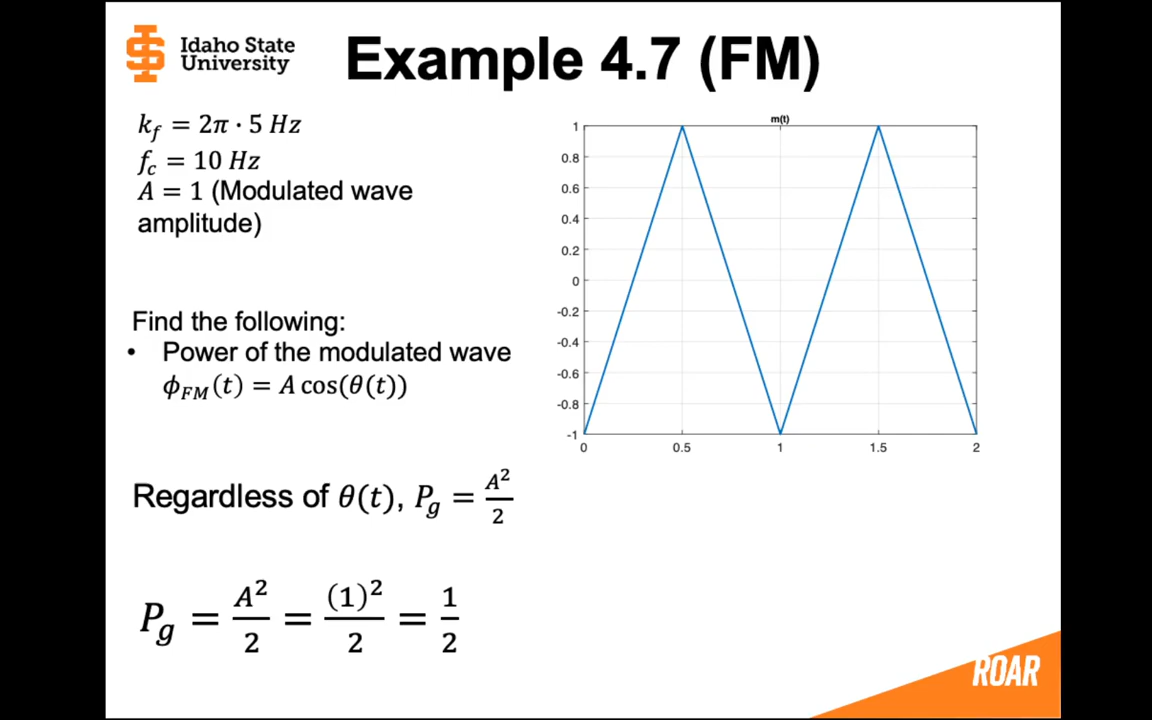 Idaho State
University
Example 4.7 (FM)
k_f = 2π · 5 Hz
f_c = 10 Hz
A = 1 (Modulated wave
amplitude)
Find the following:
• Power of the modulated wave
ϕ_FM(t) = A cos(θ(t))
Regardless of θ(t), P_g = A²/2
P_g = A²/2 = (1)²/2 = 1/2
m(t)
1
0.8
0.6
0.4
0.2
0
-0.2
-0.4
-0.6
-0.8
-1
0 0.5 1 1.5 2
ROAR